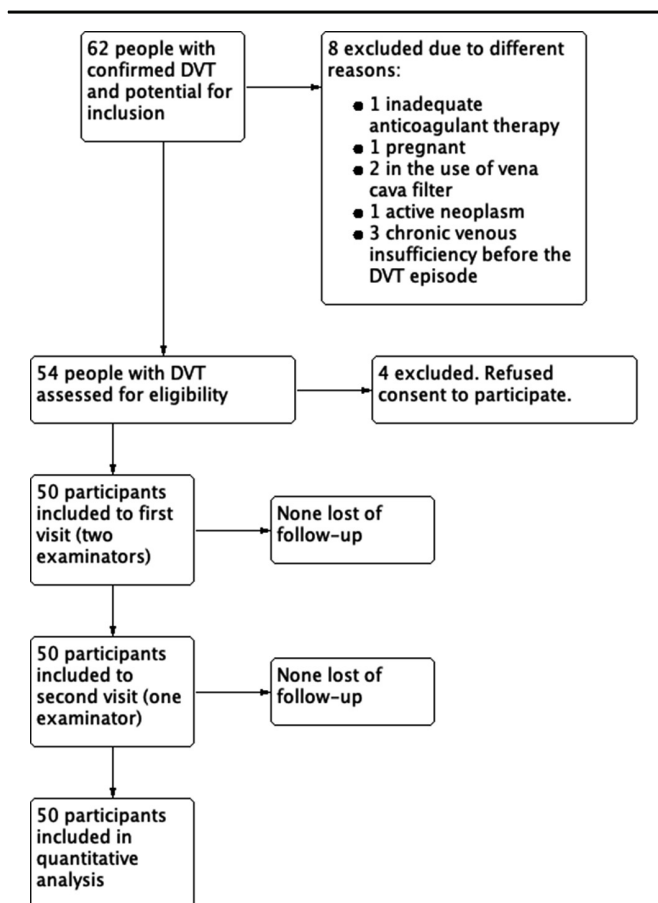 62 people with
confirmed DVT
and potential for
inclusion
8 excluded due to different
reasons:
● 1 inadequate
anticoagulant therapy
● 1 pregnant
● 2 in the use of vena
cava filter
● 1 active neoplasm
● 3 chronic venous
insufficiency before the
DVT episode
54 people with DVT
assessed for eligibility
4 excluded. Refused
consent to participate.
50 participants
included to first
visit (two
examinators)
None lost of
follow-up
50 participants
included to
second visit (one
examinator)
None lost of
follow-up
50 participants
included in
quantitative
analysis